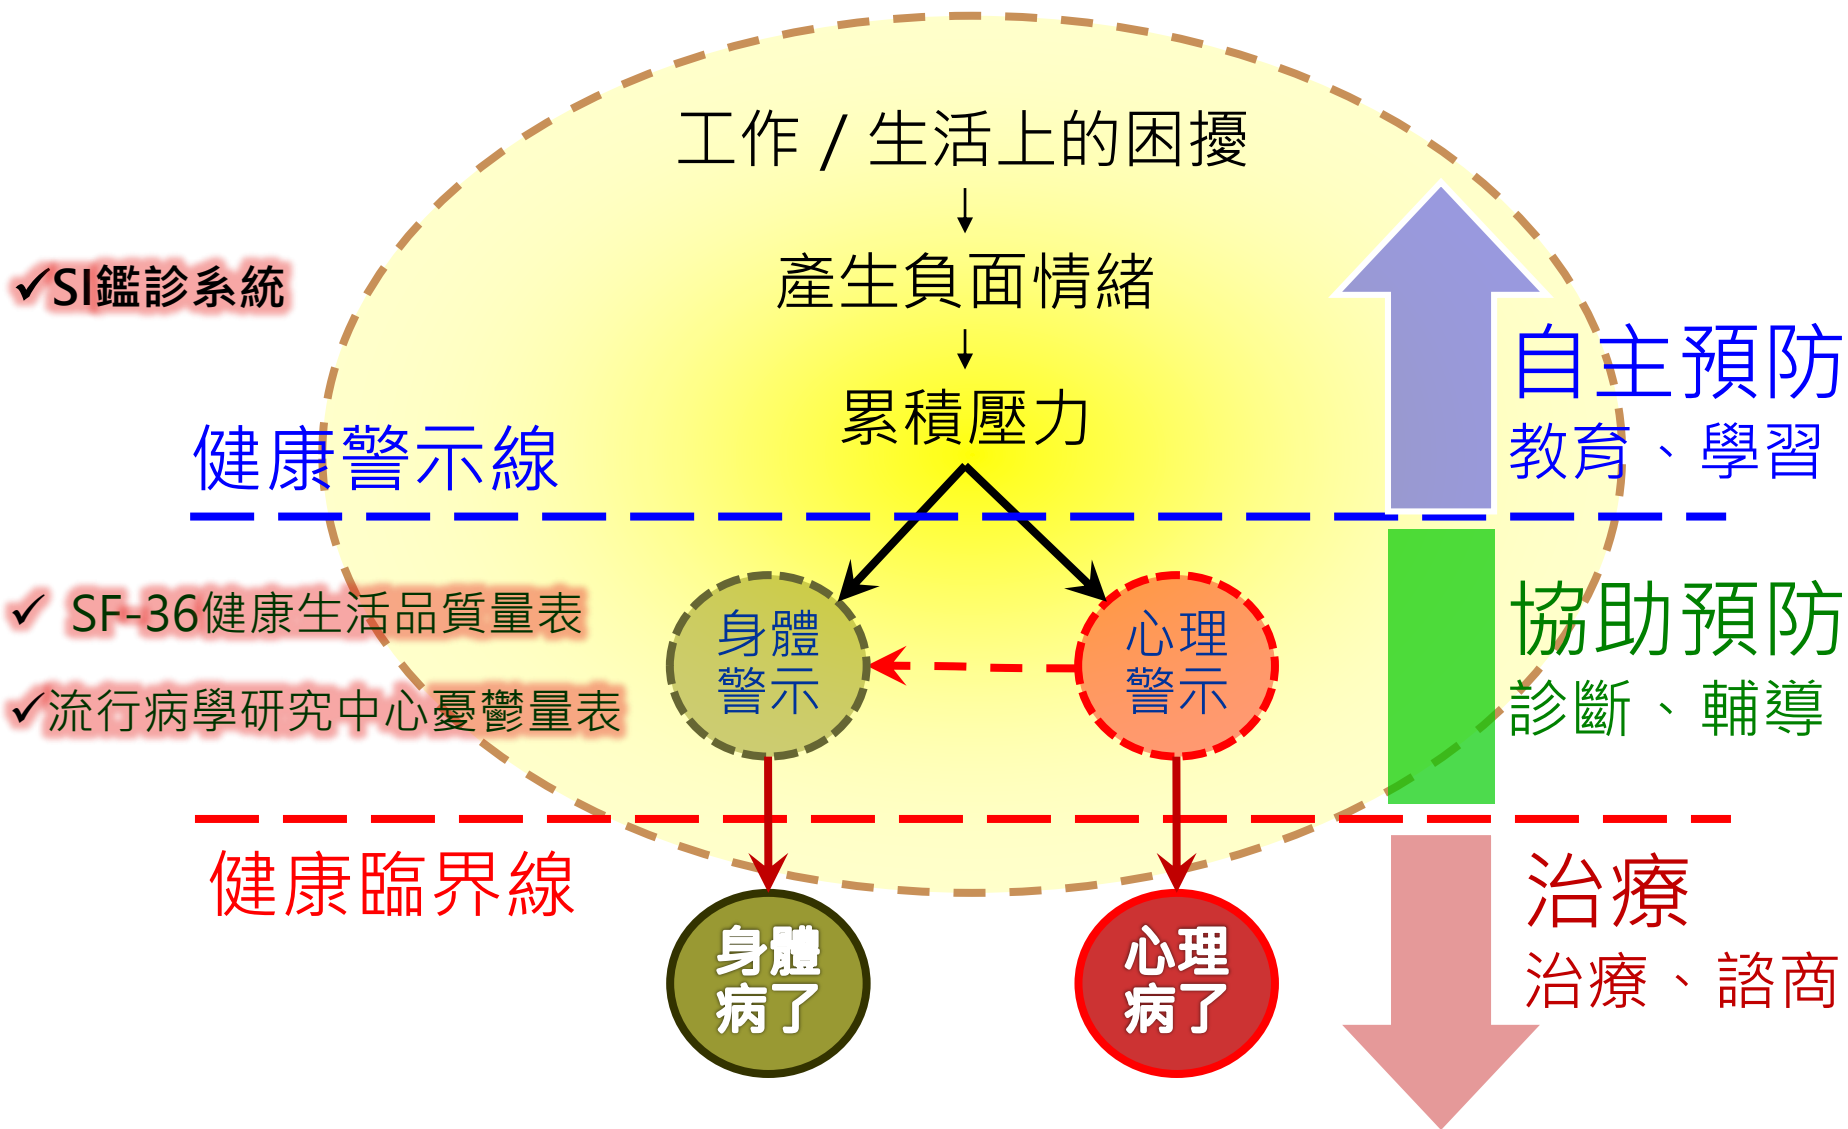 工作 / 生活上的困擾
產生負面情緒
✓SI鑑診系統
自主預防
累積壓力
健康警示線
教育、學習
✓ SF-36健康生活品質量表
身體
警示
心理
警示
協助預防
診斷、輔導
✓流行病學研究中心憂鬱量表
健康臨界線
治療
治療、諮商
身體
病了
心理
病了